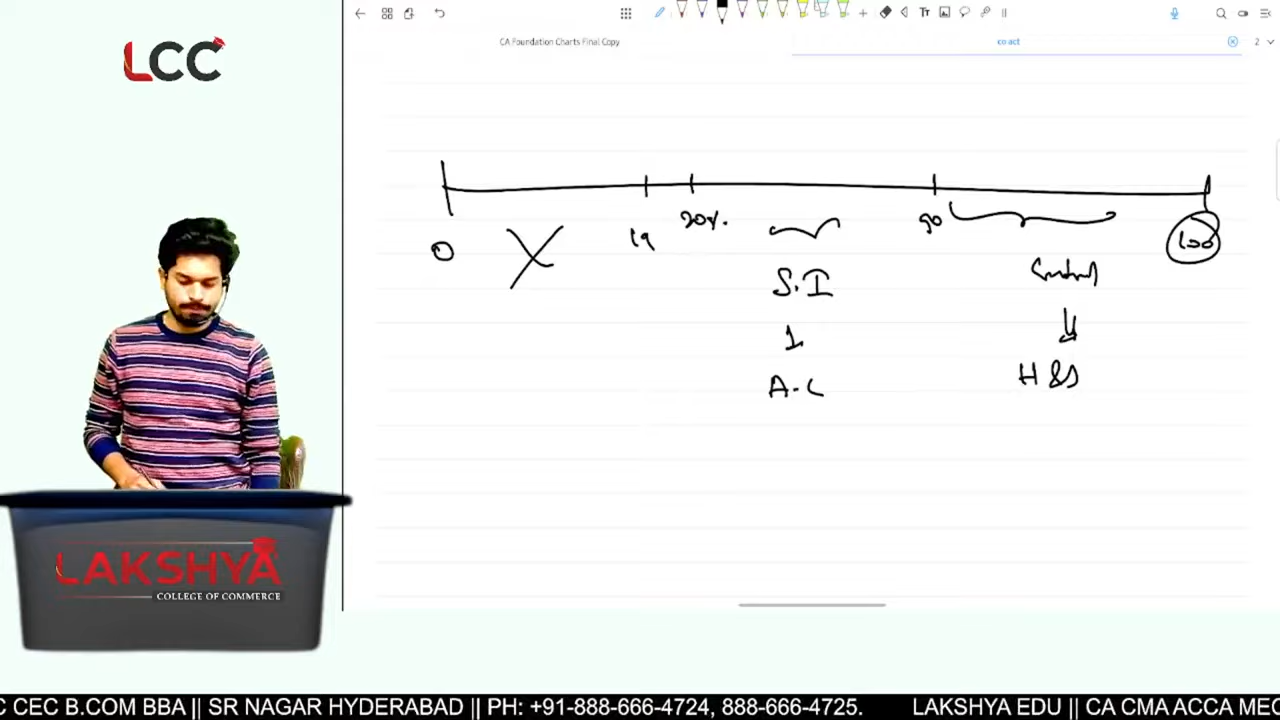 LCC
CA Foundation Charts Final Copy
co act
2
Tт
0
19
20%.
50
100
S.I
Control
A.C
H &S
LAKSHYA
COLLEGE OF COMMERCE
C CEC B.COM BBA || SR NAGAR HYDERABAD || PH: +91-888-666-4724, 888-666-4725. LAKSHYA EDU || CA CMA ACCA MEC